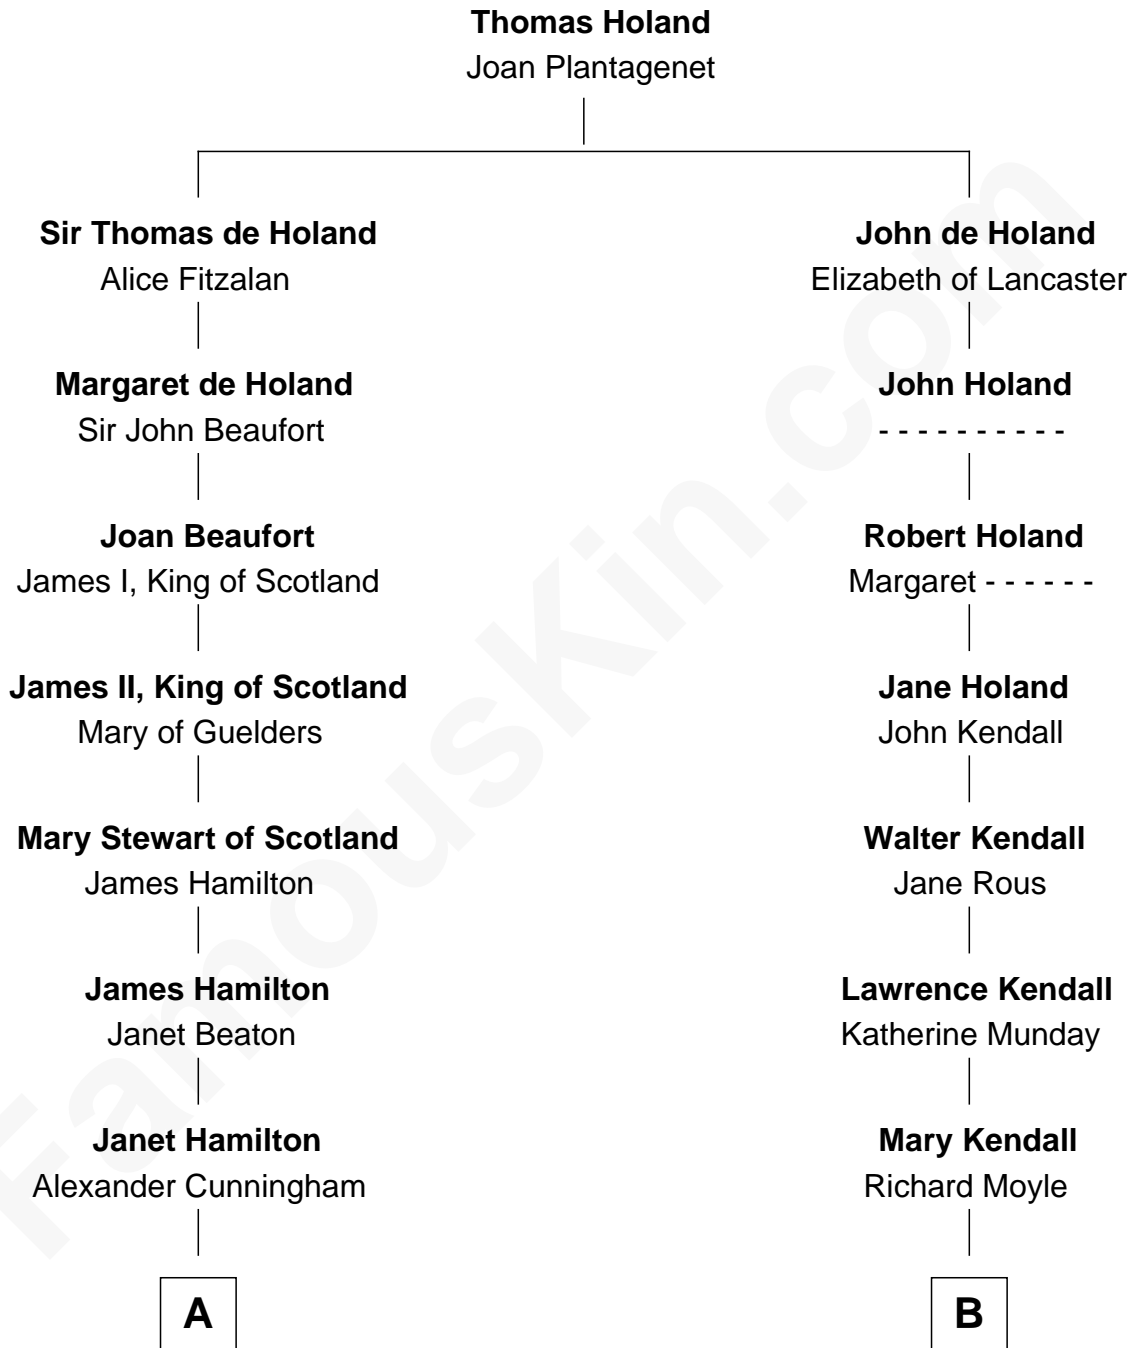 Thomas Holand
Joan Plantagenet
Sir Thomas de Holand
Alice Fitzalan
Margaret de Holand
Sir John Beaufort
Joan Beaufort
James I, King of Scotland
James II, King of Scotland
Mary of Guelders
Mary Stewart of Scotland
James Hamilton
James Hamilton
Janet Beaton
Janet Hamilton
Alexander Cunningham
A
John de Holand
Elizabeth of Lancaster
John Holand
- - - - - - - - - -
Robert Holand
Margaret - - - - - -
Jane Holand
John Kendall
Walter Kendall
Jane Rous
Lawrence Kendall
Katherine Munday
Mary Kendall
Richard Moyle
B
FamousKin.com